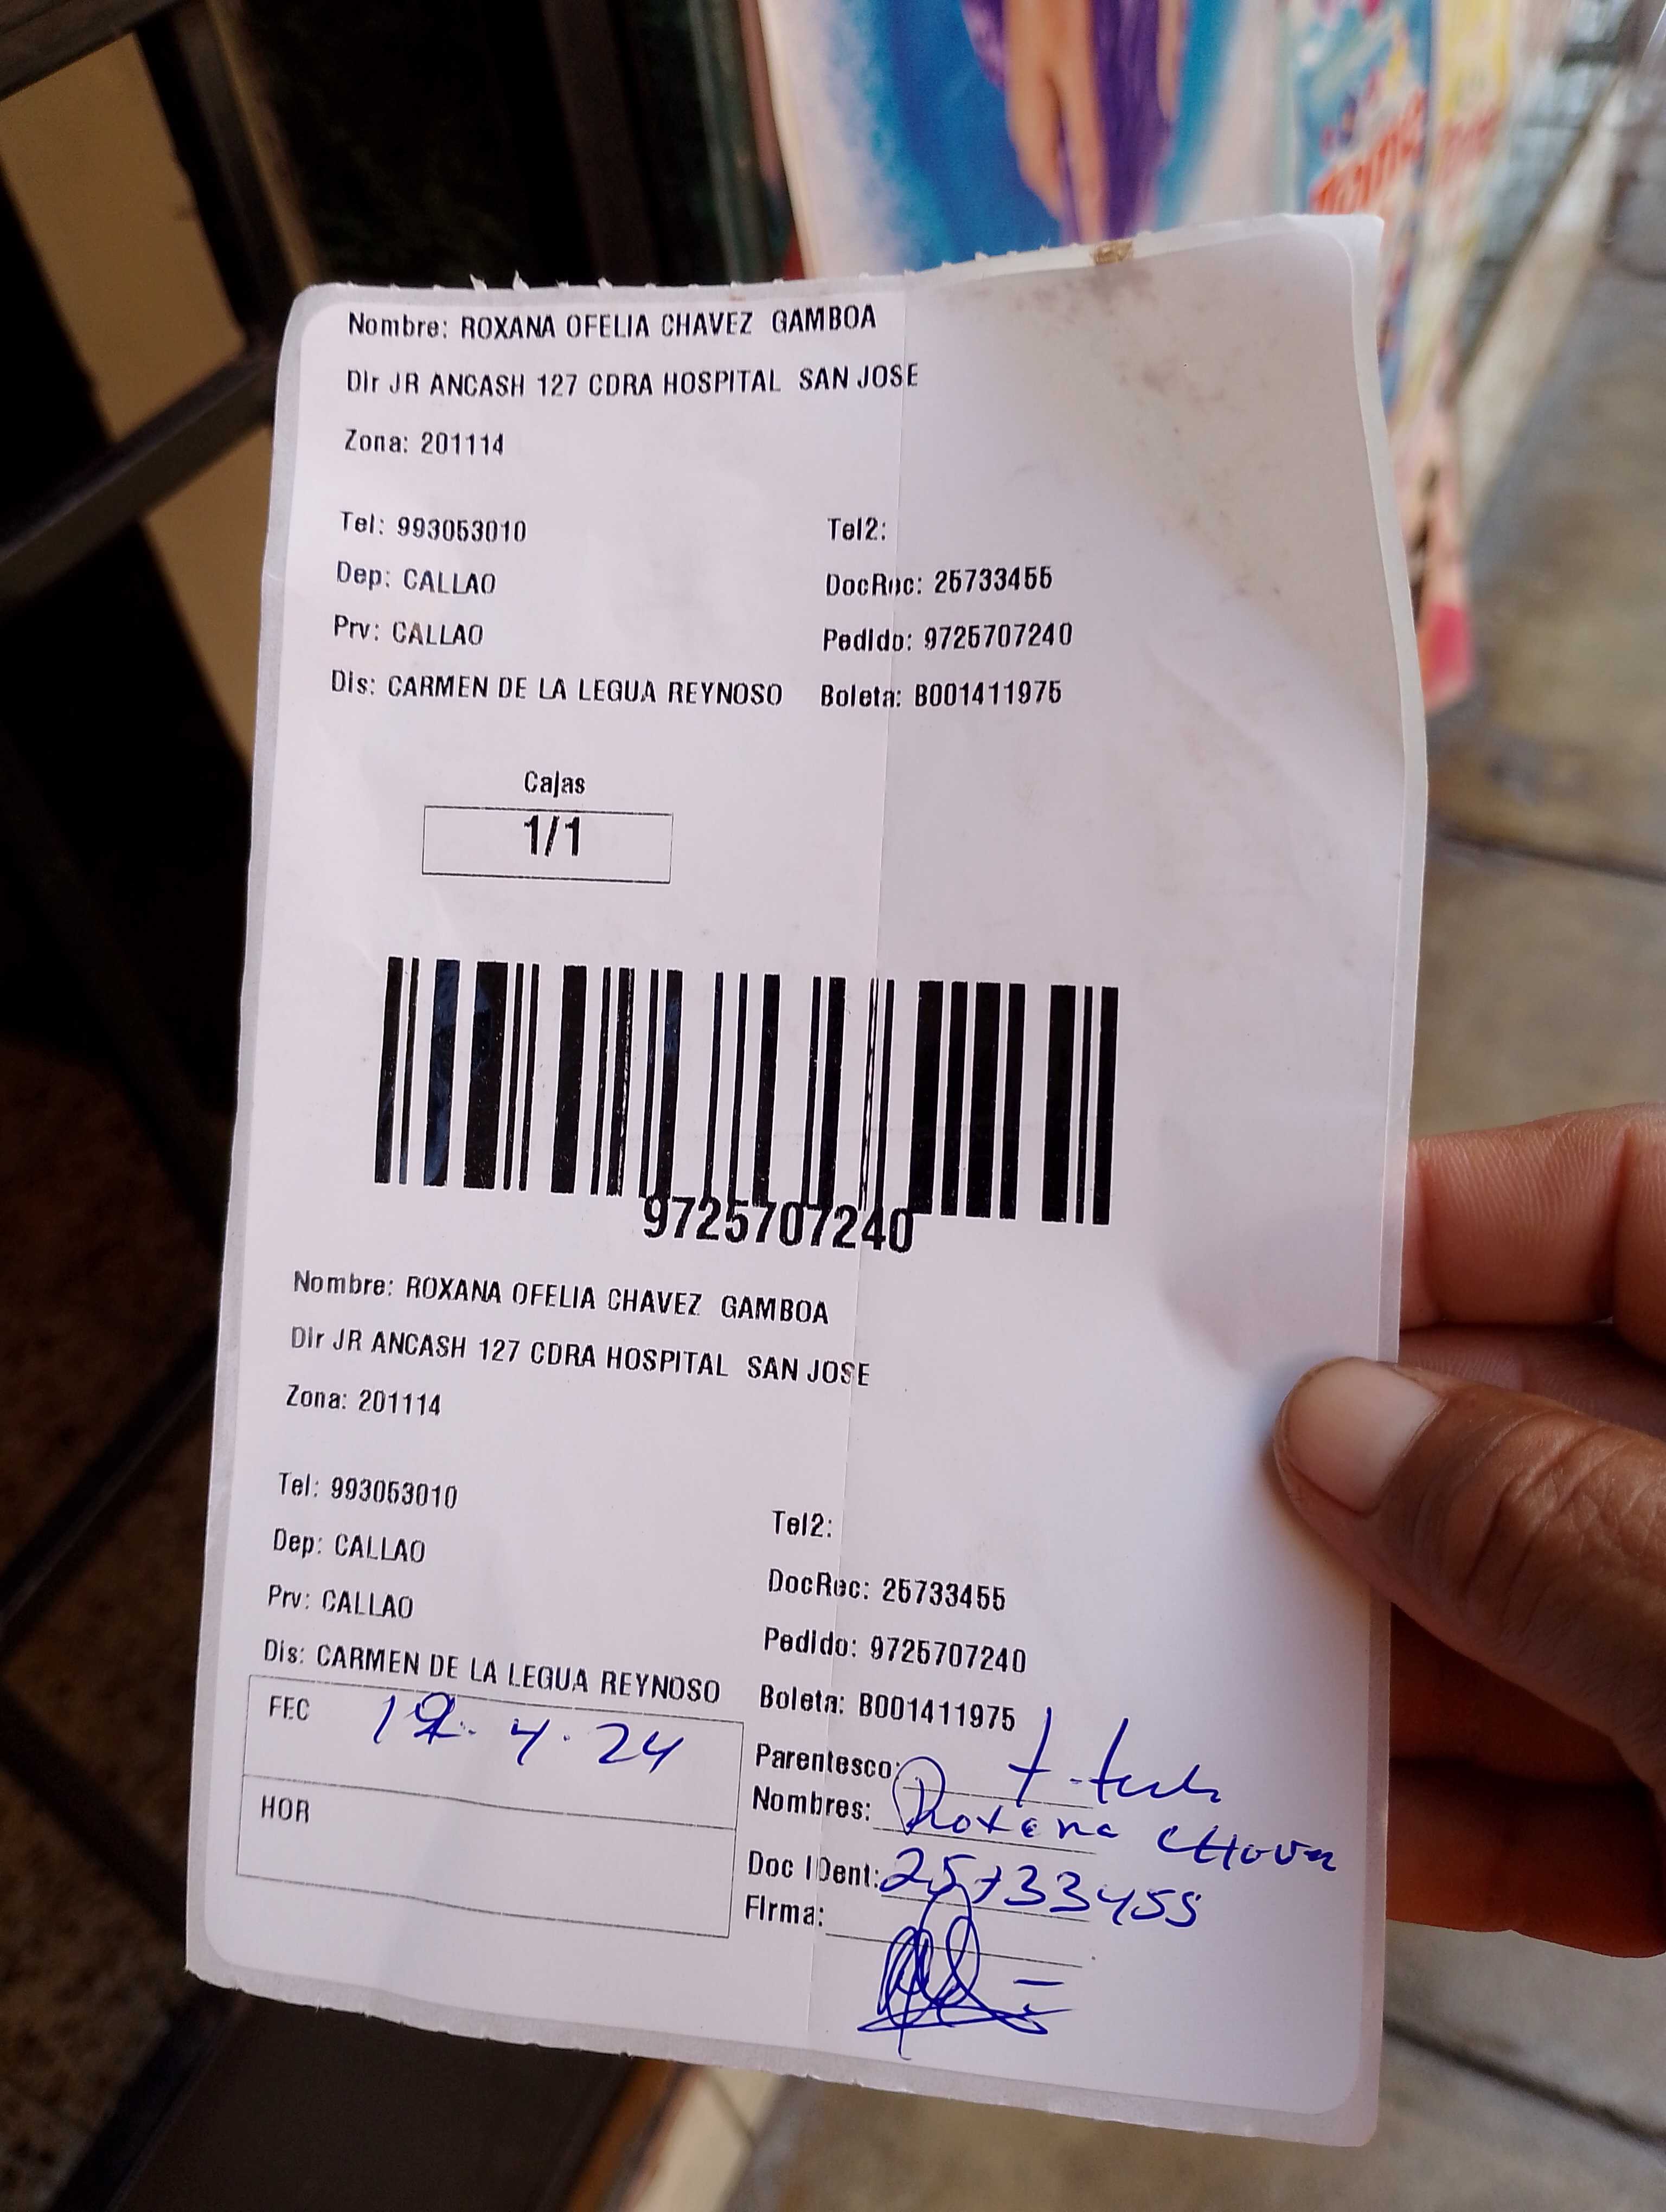 Nombre: ROXANA OFELIA CHAVEZ GAMBOA
Dir JR ANCASH 127 CDRA HOSPITAL SAN JOSE
Zona: 201114
Tel: 993053010 Tel2:
Dep: CALLAO DocRec: 25733455
Prv: CALLAO Pedido: 9725707240
Dis: CARMEN DE LA LEGUA REYNOSO Boleta: B001411975
Cajas
1/1
9725707240
Nombre: ROXANA OFELIA CHAVEZ GAMBOA
Dir JR ANCASH 127 CDRA HOSPITAL SAN JOSE
Zona: 201114
Tel: 993053010 Tel2:
Dep: CALLAO DocRec: 25733455
Prv: CALLAO Pedido: 9725707240
Dis: CARMEN DE LA LEGUA REYNOSO Boleta: B001411975
FEC 4.24
Parentesco:
HOR
Nombres: Roxana Chavez
Doc IDent: 25733455
Firma: